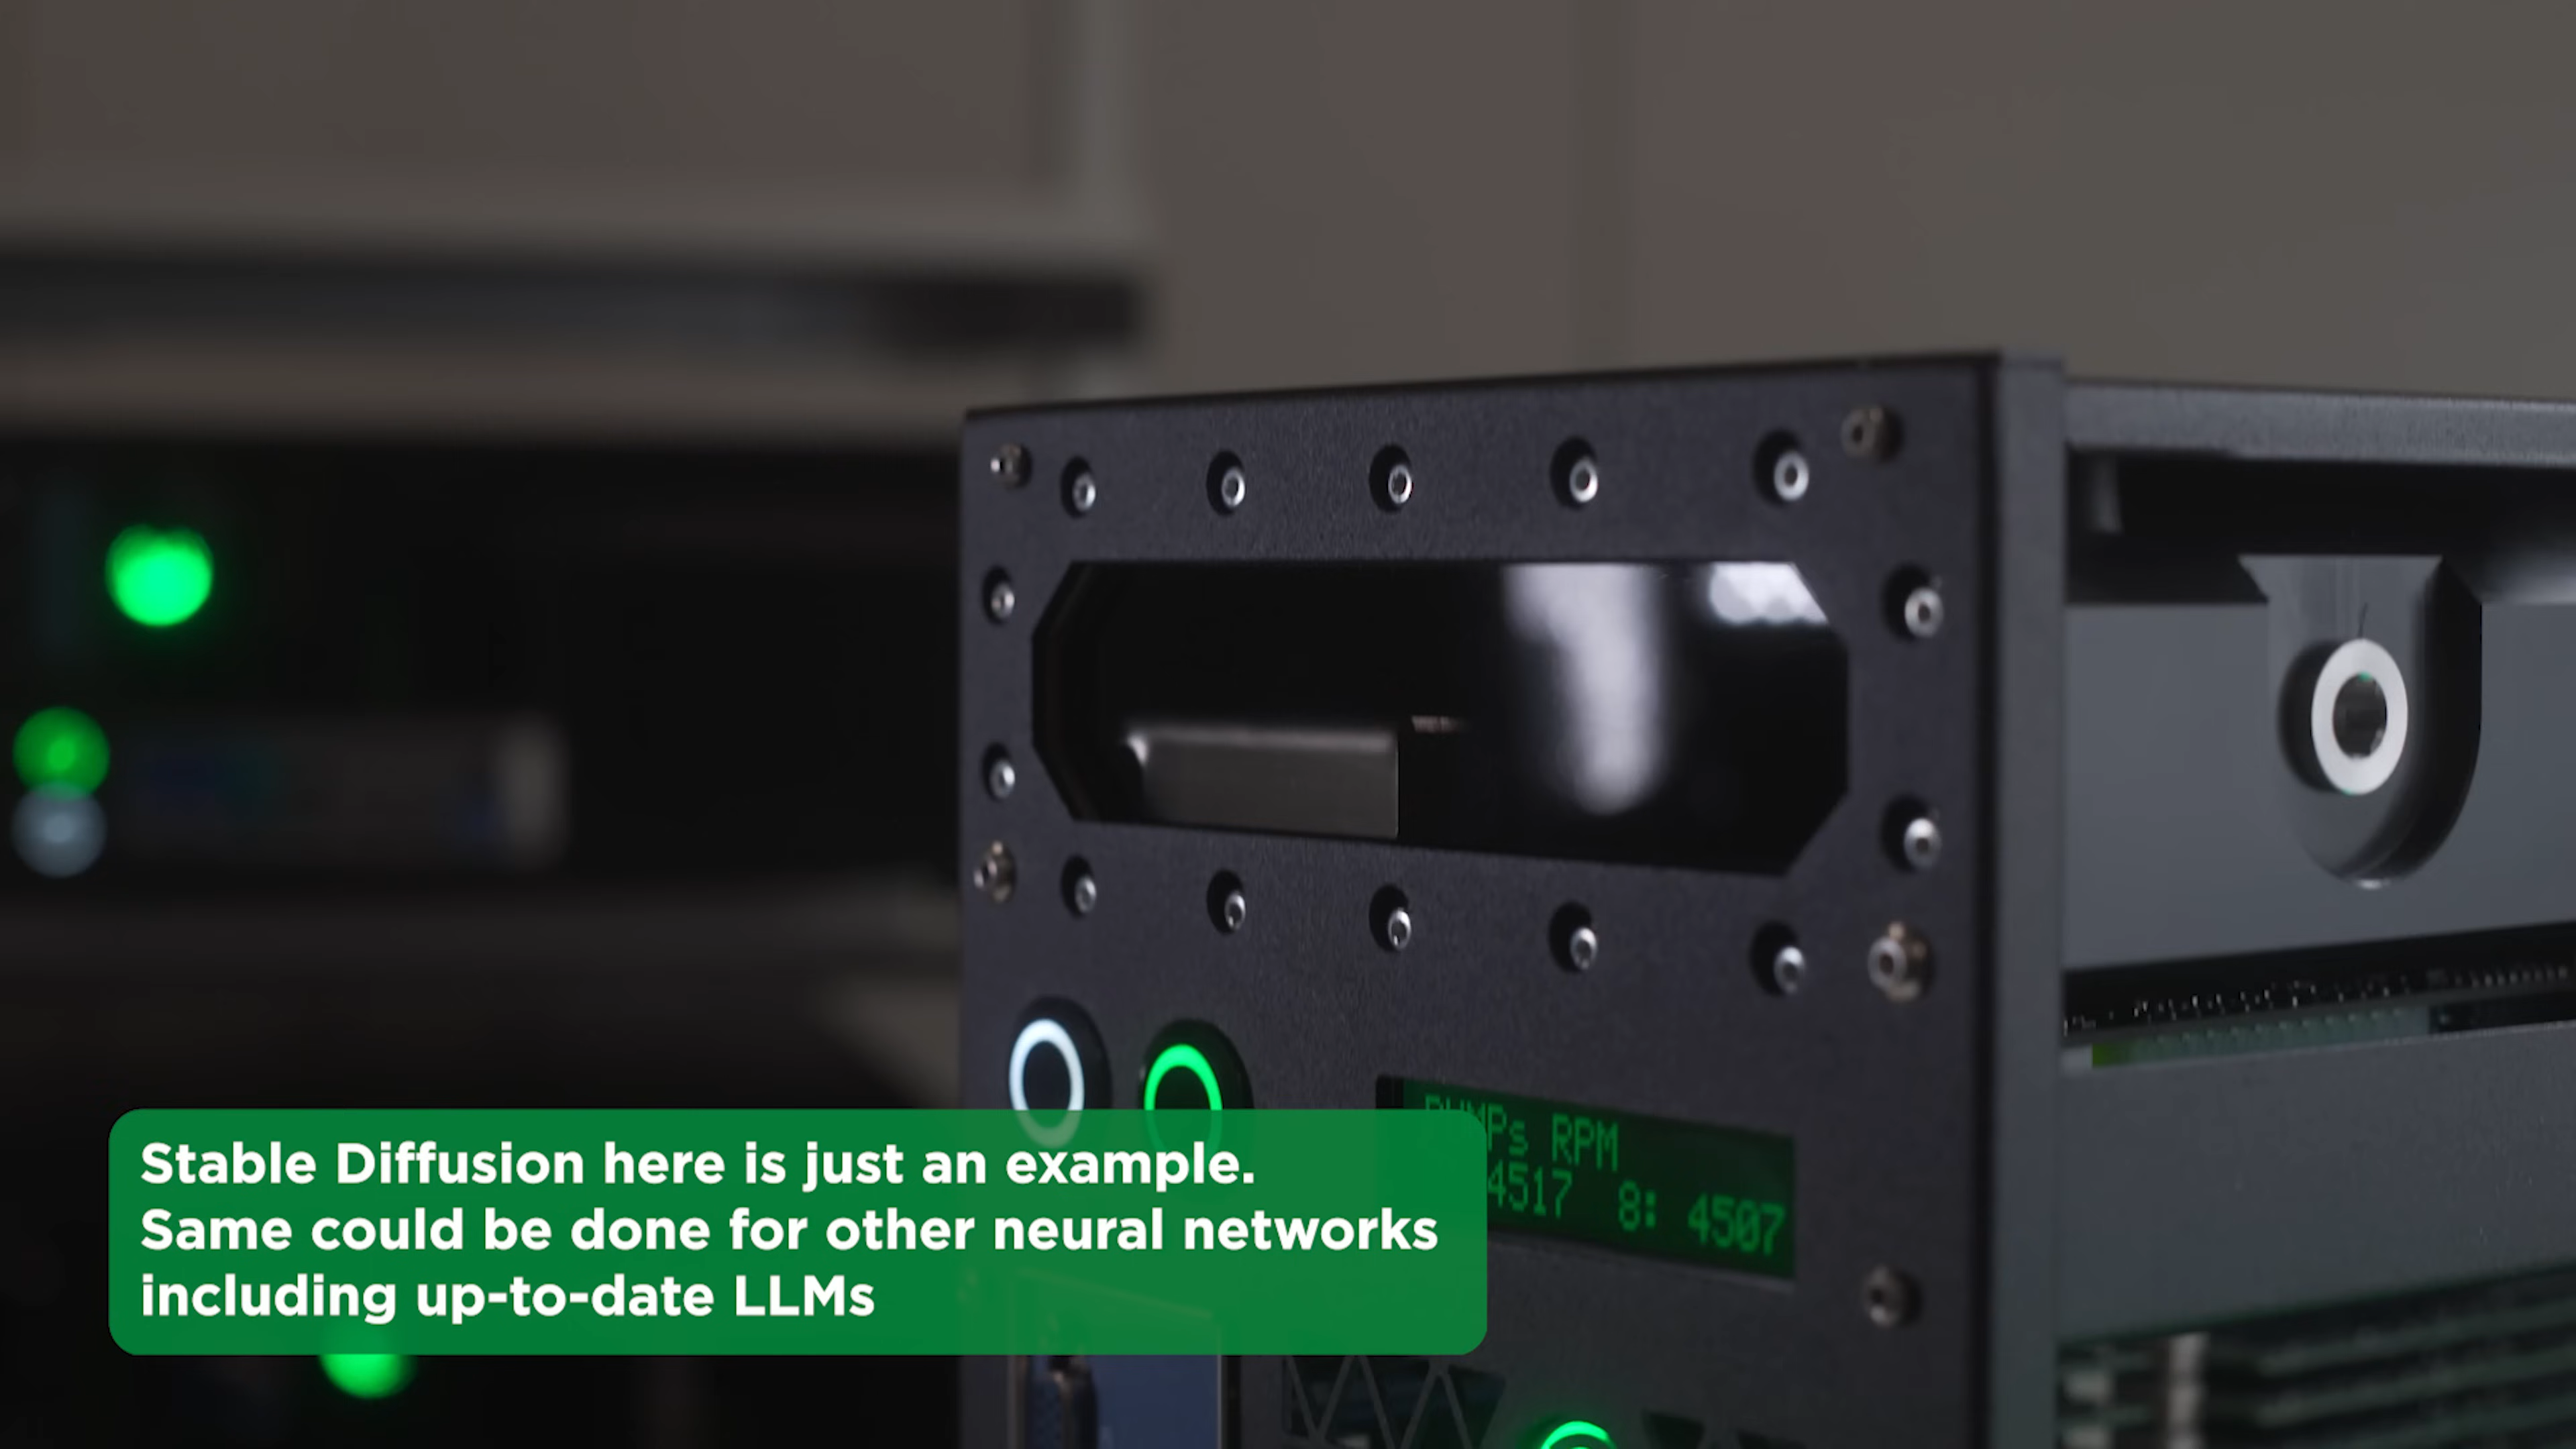 PUMPs RPM
4517 8: 4507
Stable Diffusion here is just an example.
Same could be done for other neural networks
including up-to-date LLMs